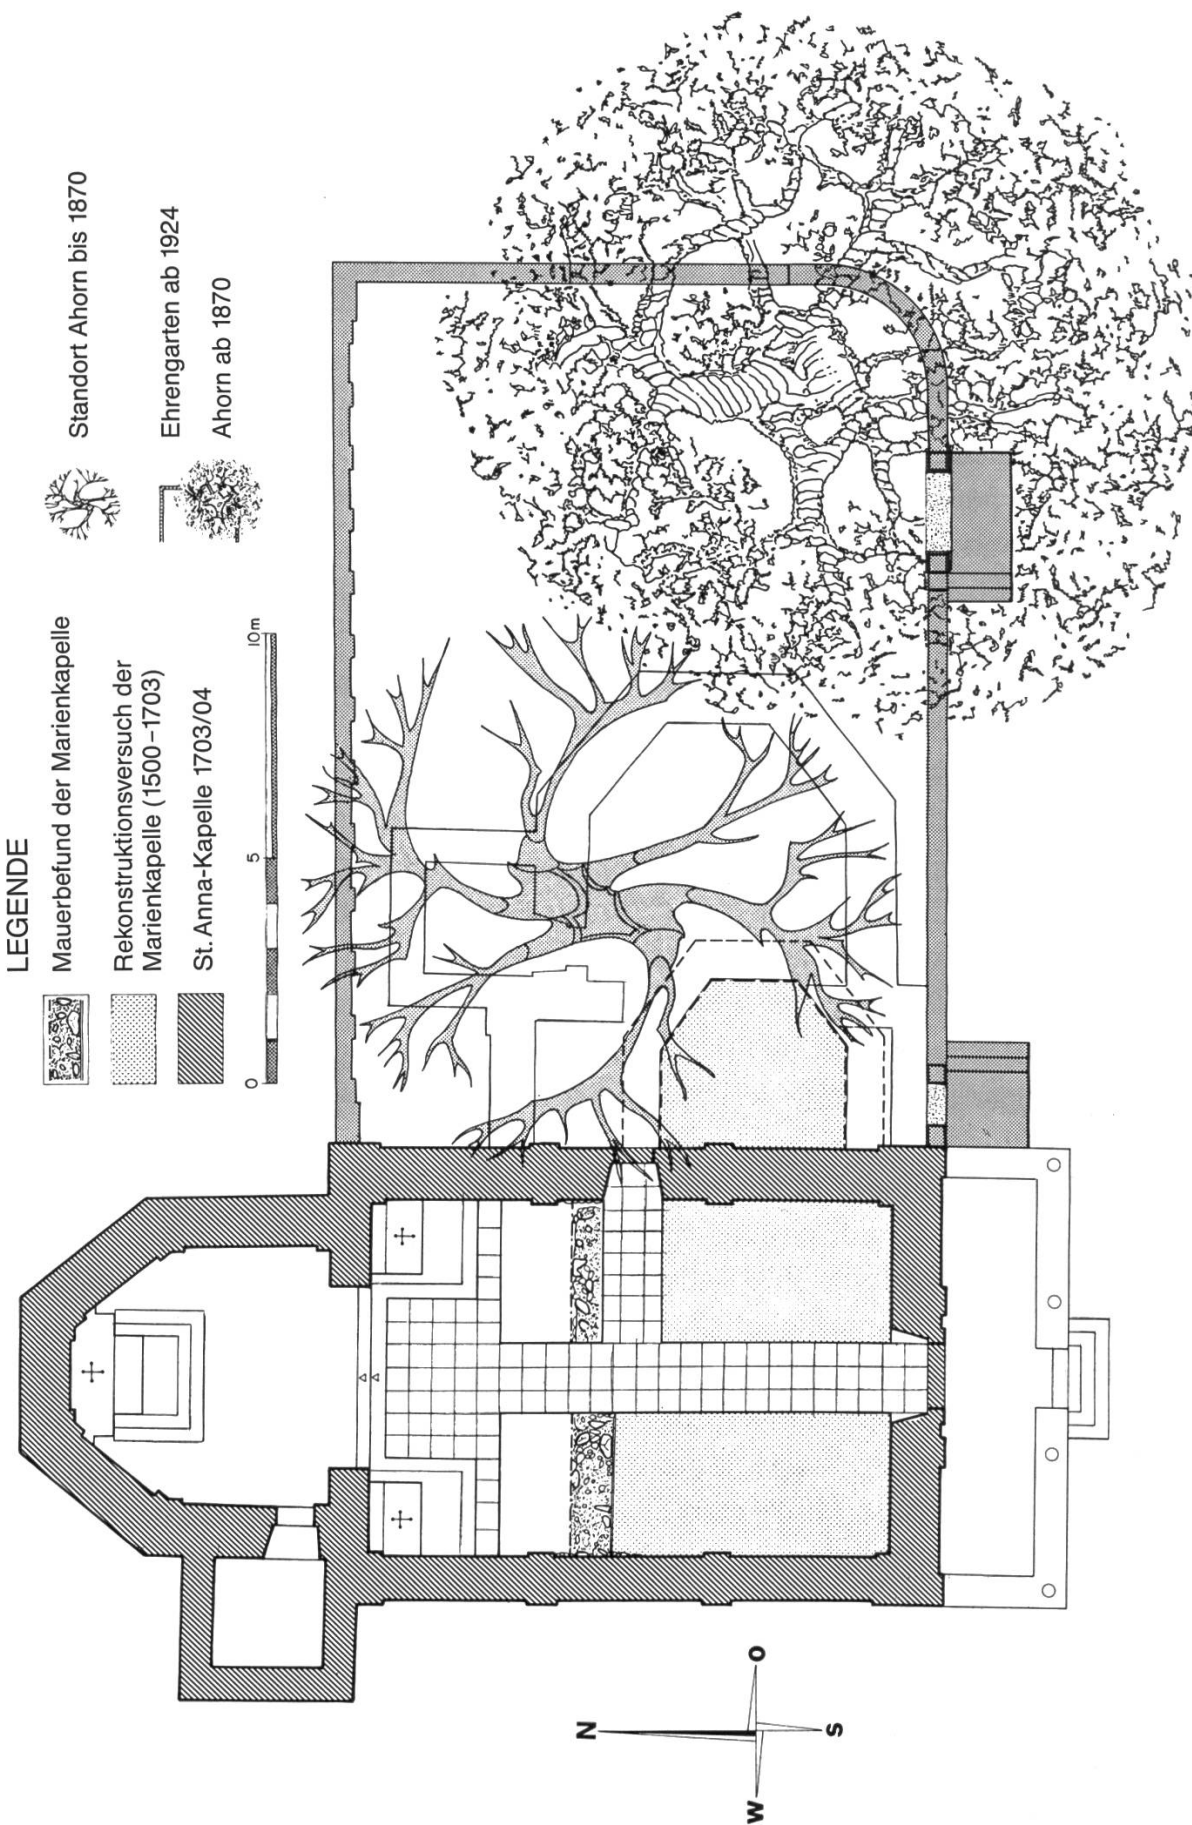 LEGENDE
Mauerbefund der Marienkapelle
Rekonstruktionsversuch der
Marienkapelle (1500–1703)
St. Anna-Kapelle 1703/04
Standort Ahorn bis 1870
Ehrengarten ab 1924
Ahorn ab 1870
0 5 10m
N
W O
S